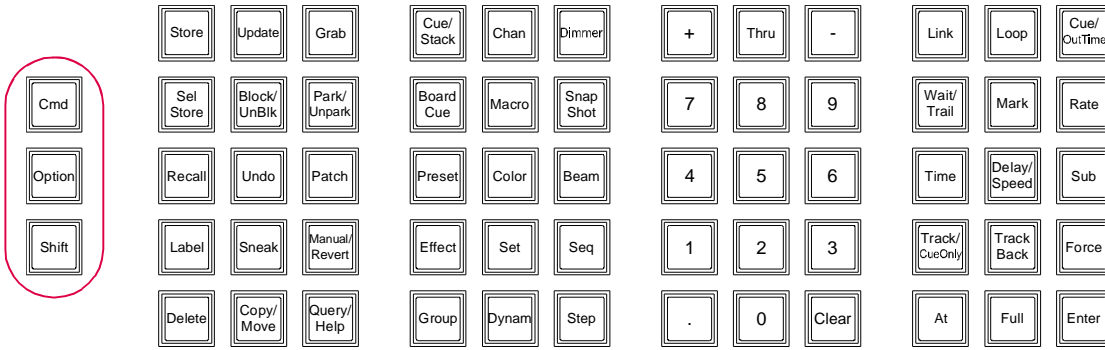 Store Update Grab Cue/ Stack Chan Dimmer + Thru - Link Loop Cue/ OutTime
Cmd Sel Store Block/ UnBlk Park/ Unpark Board Cue Macro Snap Shot 7 8 9 Wait/ Trail Mark Rate
Option Recall Undo Patch Preset Color Beam 4 5 6 Time Delay/ Speed Sub
Shift Label Sneak Manual/ Revert Effect Set Seq 1 2 3 Track/ CueOnly Track Back Force
Delete Copy/ Move Query/ Help Group Dynam Step . 0 Clear At Full Enter